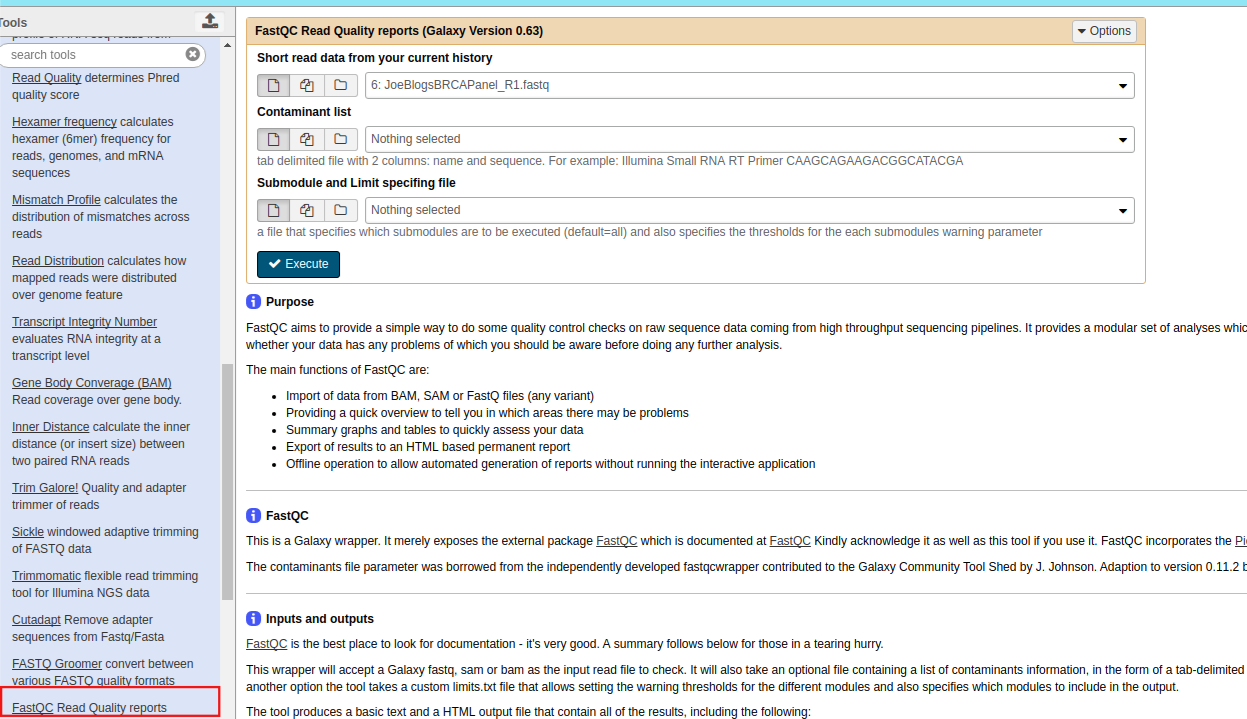 Tools
search tools
Read Quality determines Phred
quality score
Hexamer frequency calculates
hexamer (6mer) frequency for
reads, genomes, and mRNA
sequences
Mismatch Profile calculates the
distribution of mismatches across
reads
Read Distribution calculates how
mapped reads were distributed
over genome feature
Transcript Integrity Number
evaluates RNA integrity at a
transcript level
Gene Body Converage (BAM)
Read coverage over gene body.
Inner Distance calculate the inner
distance (or insert size) between
two paired RNA reads
Trim Galore! Quality and adapter
trimmer of reads
Sickle windowed adaptive trimming
of FASTQ data
Trimmomatic flexible read trimming
tool for Illumina NGS data
Cutadapt Remove adapter
sequences from Fastq/Fasta
FASTQ Groomer convert between
various FASTQ quality formats
FastQC Read Quality reports
FastQC Read Quality reports (Galaxy Version 0.63)
Options
Short read data from your current history
6: JoeBlogsBRCAPanel_R1.fastq
Contaminant list
Nothing selected
tab delimited file with 2 columns: name and sequence. For example: Illumina Small RNA RT Primer CAAGCAGAAGACGGCATACGA
Submodule and Limit specifing file
Nothing selected
a file that specifies which submodules are to be executed (default=all) and also specifies the thresholds for the each submodules warning parameter
Execute
Purpose
FastQC aims to provide a simple way to do some quality control checks on raw sequence data coming from high throughput sequencing pipelines. It provides a modular set of analyses whic
whether your data has any problems of which you should be aware before doing any further analysis.
The main functions of FastQC are:
• Import of data from BAM, SAM or FastQ files (any variant)
• Providing a quick overview to tell you in which areas there may be problems
• Summary graphs and tables to quickly assess your data
• Export of results to an HTML based permanent report
• Offline operation to allow automated generation of reports without running the interactive application
FastQC
This is a Galaxy wrapper. It merely exposes the external package FastQC which is documented at FastQC Kindly acknowledge it as well as this tool if you use it. FastQC incorporates the
The contaminants file parameter was borrowed from the independently developed fastqcwrapper contributed to the Galaxy Community Tool Shed by J. Johnson. Adaption to version 0.11.2 b
Inputs and outputs
FastQC is the best place to look for documentation - it's very good. A summary follows below for those in a tearing hurry.
This wrapper will accept a Galaxy fastq, sam or bam as the input read file to check. It will also take an optional file containing a list of contaminants information, in the form of a tab-delimited
another option the tool takes a custom limits.txt file that allows setting the warning thresholds for the different modules and also specifies which modules to include in the output.
The tool produces a basic text and a HTML output file that contain all of the results, including the following: